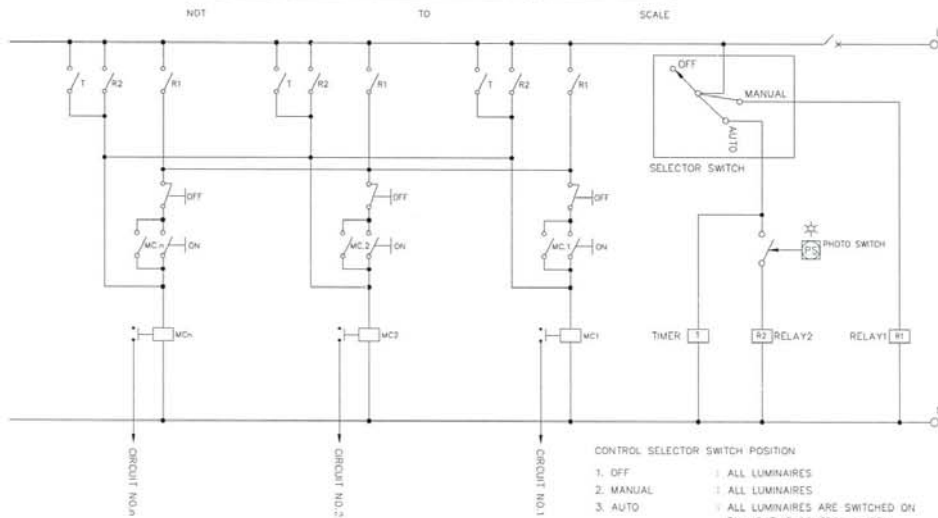 NOT TO SCALE
OFF
MANUAL
AUTO
SELECTOR SWITCH
T R2 R1 T R2 R1 T R2 R1
OFF OFF OFF
MC.n ON MC.2 ON MC.1 ON
PS PHOTO SWITCH
MCn MC2 MC1
TIMER T R2 RELAY2 RELAY1 R1
CIRCUIT NO.n CIRCUIT NO.2 CIRCUIT NO.1
CONTROL SELECTOR SWITCH POSITION
1. OFF : ALL LUMINAIRES
2. MANUAL : ALL LUMINAIRES
3. AUTO : ALL LUMINAIRES ARE SWITCHED ON